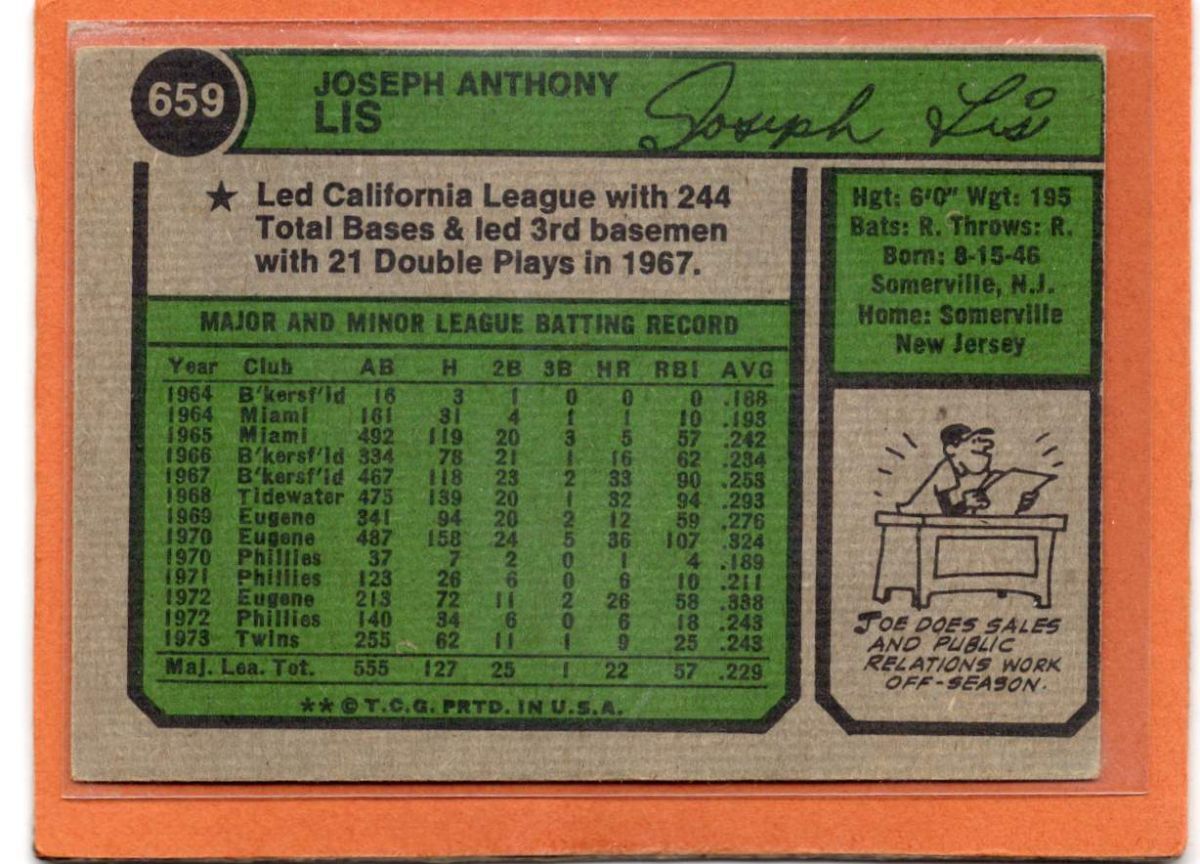 659
JOSEPH ANTHONY
LIS
Joseph Lis
★ Led California League with 244
Total Bases & led 3rd basemen
with 21 Double Plays in 1967.
Hgt: 6'0" Wgt: 195
Bats: R. Throws: R.
Born: 8-15-46
Somerville, N.J.
Home: Somerville
New Jersey
MAJOR AND MINOR LEAGUE BATTING RECORD
Year Club AB H 2B 3B HR RBI AVG
1964 B'kersf'ld 16 3 1 0 0 0 .188
1964 Miami 161 31 4 1 1 10 .193
1965 Miami 492 119 20 3 5 57 .242
1966 B'kersf'ld 334 78 21 1 16 62 .234
1967 B'kersf'ld 467 118 23 2 33 90 .253
1968 Tidewater 475 139 20 1 32 94 .293
1969 Eugene 341 94 20 2 12 59 .276
1970 Eugene 487 158 24 5 36 107 .324
1970 Phillies 37 7 2 0 1 4 .189
1971 Phillies 123 26 6 0 6 10 .211
1972 Eugene 213 72 11 2 26 58 .338
1972 Phillies 140 34 6 0 6 18 .243
1973 Twins 255 62 11 1 9 25 .243
Maj. Lea. Tot. 555 127 25 1 22 57 .229
** © T.C.G. PRTD. IN U.S.A.
JOE DOES SALES
AND PUBLIC
RELATIONS WORK
OFF-SEASON.